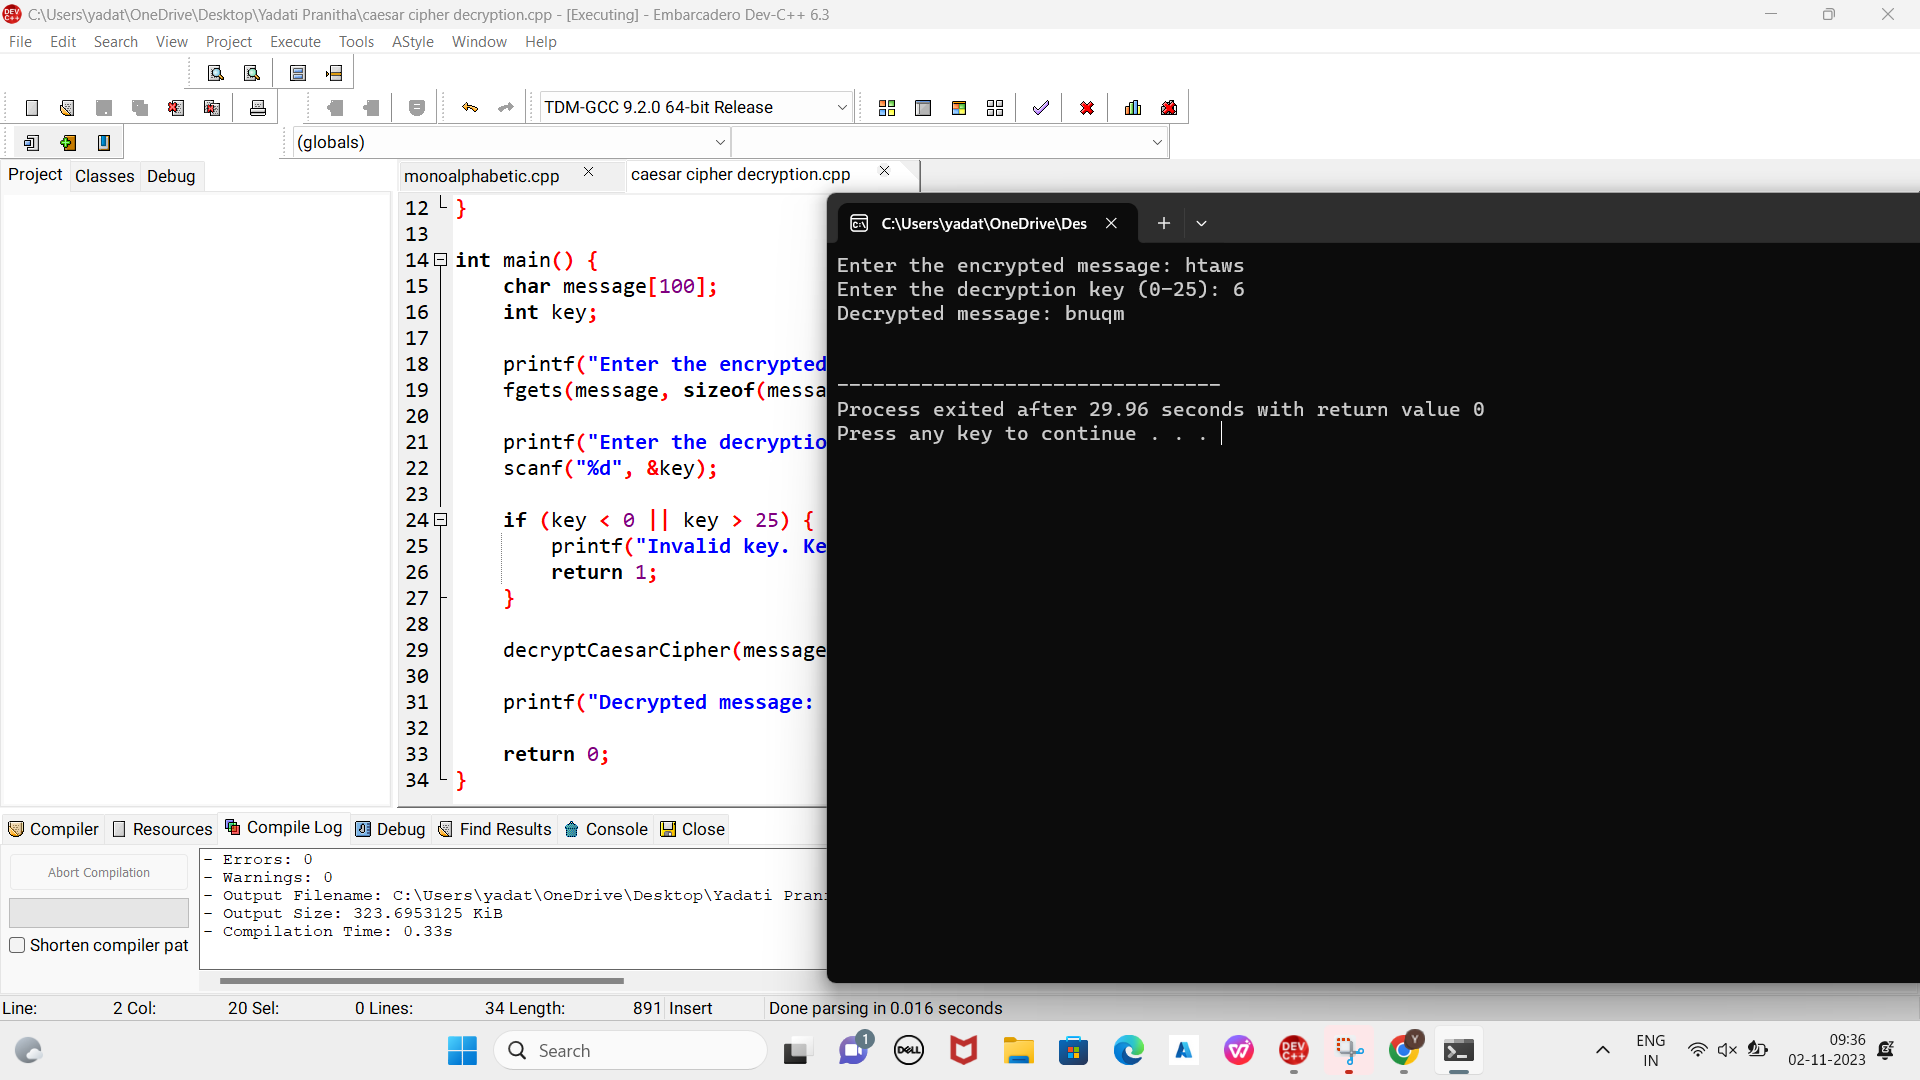 C:\Users\yadat\OneDrive\Desktop\Yadati Pranitha\caesar cipher decryption.cpp - [Executing] - Embarcadero Dev-C++ 6.3
File Edit Search View Project Execute Tools AStyle Window Help
TDM-GCC 9.2.0 64-bit Release
(globals)
Project Classes Debug
monoalphabetic.cpp caesar cipher decryption.cpp
12 }
13
14 int main() {
15 char message[100];
16 int key;
17
18 printf("Enter the encrypted
19 fgets(message, sizeof(messa
20
21 printf("Enter the decryptio
22 scanf("%d", &key);
23
24 if (key < 0 || key > 25) {
25 printf("Invalid key. Ke
26 return 1;
27 }
28
29 decryptCaesarCipher(message
30
31 printf("Decrypted message:
32
33 return 0;
34 }
C:\Users\yadat\OneDrive\Des
Enter the encrypted message: htaws
Enter the decryption key (0-25): 6
Decrypted message: bnuqm
--------------------------------
Process exited after 29.96 seconds with return value 0
Press any key to continue . . .
Compiler Resources Compile Log Debug Find Results Console Close
Abort Compilation
Shorten compiler pat
- Errors: 0
- Warnings: 0
- Output Filename: C:\Users\yadat\OneDrive\Desktop\Yadati Pran
- Output Size: 323.6953125 KiB
- Compilation Time: 0.33s
Line: 2 Col: 20 Sel: 0 Lines: 34 Length: 891 Insert Done parsing in 0.016 seconds
Search
1
DELL
DEV C++
Y
ENG
IN
09:36
02-11-2023